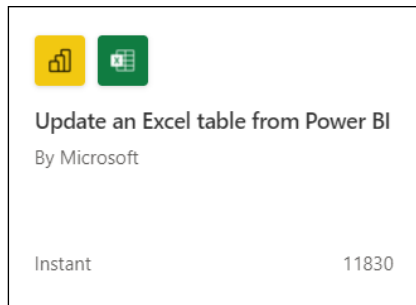 Update an Excel table from Power BI
By Microsoft
Instant 11830